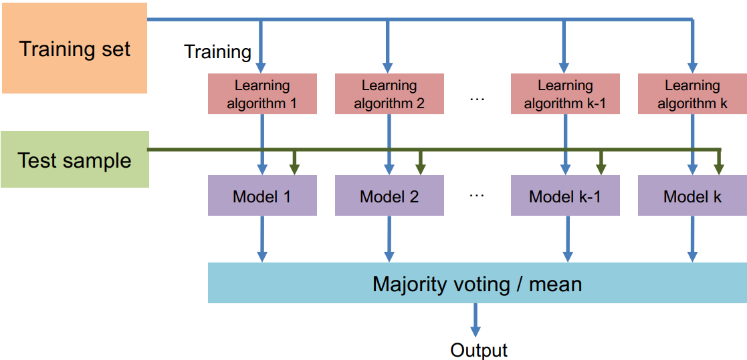 Training set
Training
Learning
algorithm 1
Learning
algorithm 2
...
Learning
algorithm k-1
Learning
algorithm k
Test sample
Model 1
Model 2
...
Model k-1
Model k
Majority voting / mean
Output